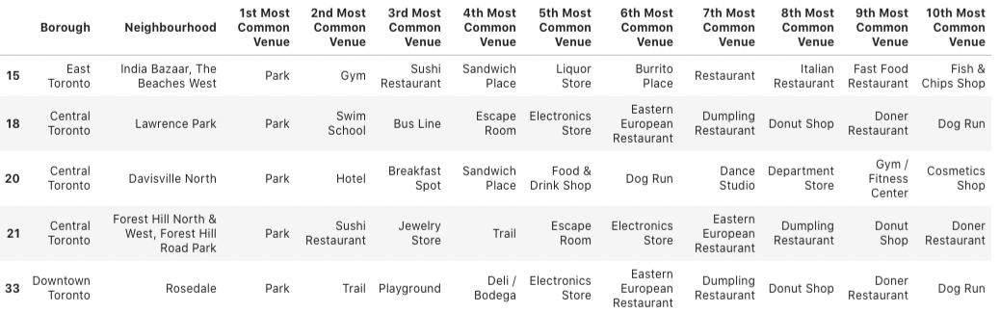 Borough Neighbourhood 1st Most Common Venue 2nd Most Common Venue 3rd Most Common Venue 4th Most Common Venue 5th Most Common Venue 6th Most Common Venue 7th Most Common Venue 8th Most Common Venue 9th Most Common Venue 10th Most Common Venue
15 East Toronto India Bazaar, The Beaches West Park Gym Sushi Restaurant Sandwich Place Liquor Store Burrito Place Restaurant Italian Restaurant Fast Food Restaurant Fish & Chips Shop
18 Central Toronto Lawrence Park Park Swim School Bus Line Escape Room Electronics Store Eastern European Restaurant Dumpling Restaurant Donut Shop Doner Restaurant Dog Run
20 Central Toronto Davisville North Park Hotel Breakfast Spot Sandwich Place Food & Drink Shop Dog Run Dance Studio Department Store Gym / Fitness Center Cosmetics Shop
21 Central Toronto Forest Hill North & West, Forest Hill Road Park Park Sushi Restaurant Jewelry Store Trail Escape Room Electronics Store Eastern European Restaurant Dumpling Restaurant Donut Shop Doner Restaurant
33 Downtown Toronto Rosedale Park Trail Playground Deli / Bodega Electronics Store Eastern European Restaurant Dumpling Restaurant Donut Shop Doner Restaurant Dog Run